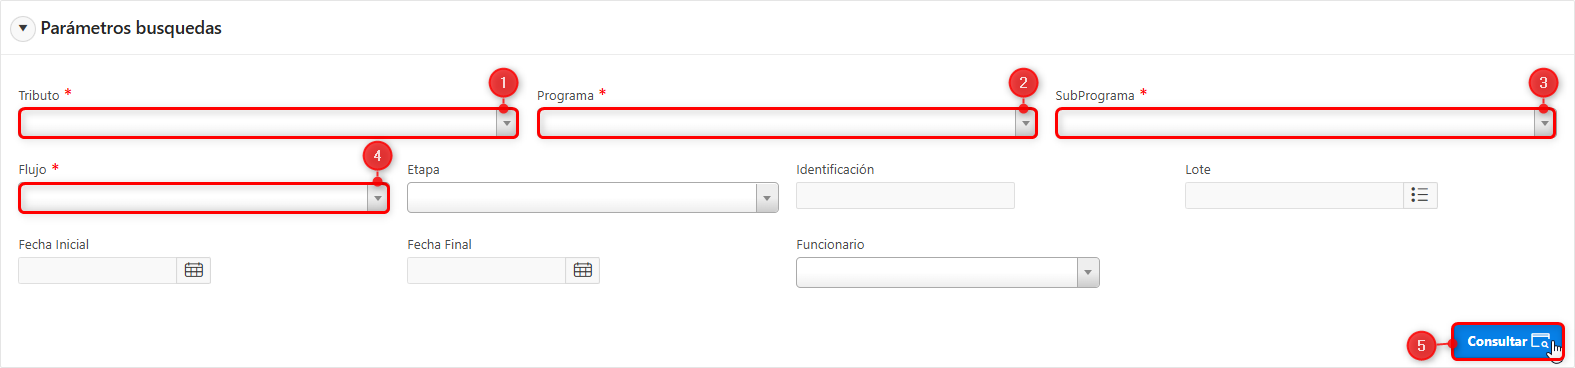 Parámetros busquedas
1 2 3
Tributo * Programa * SubPrograma *
4
Flujo * Etapa Identificación Lote
Fecha Inicial Fecha Final Funcionario
5 Consultar